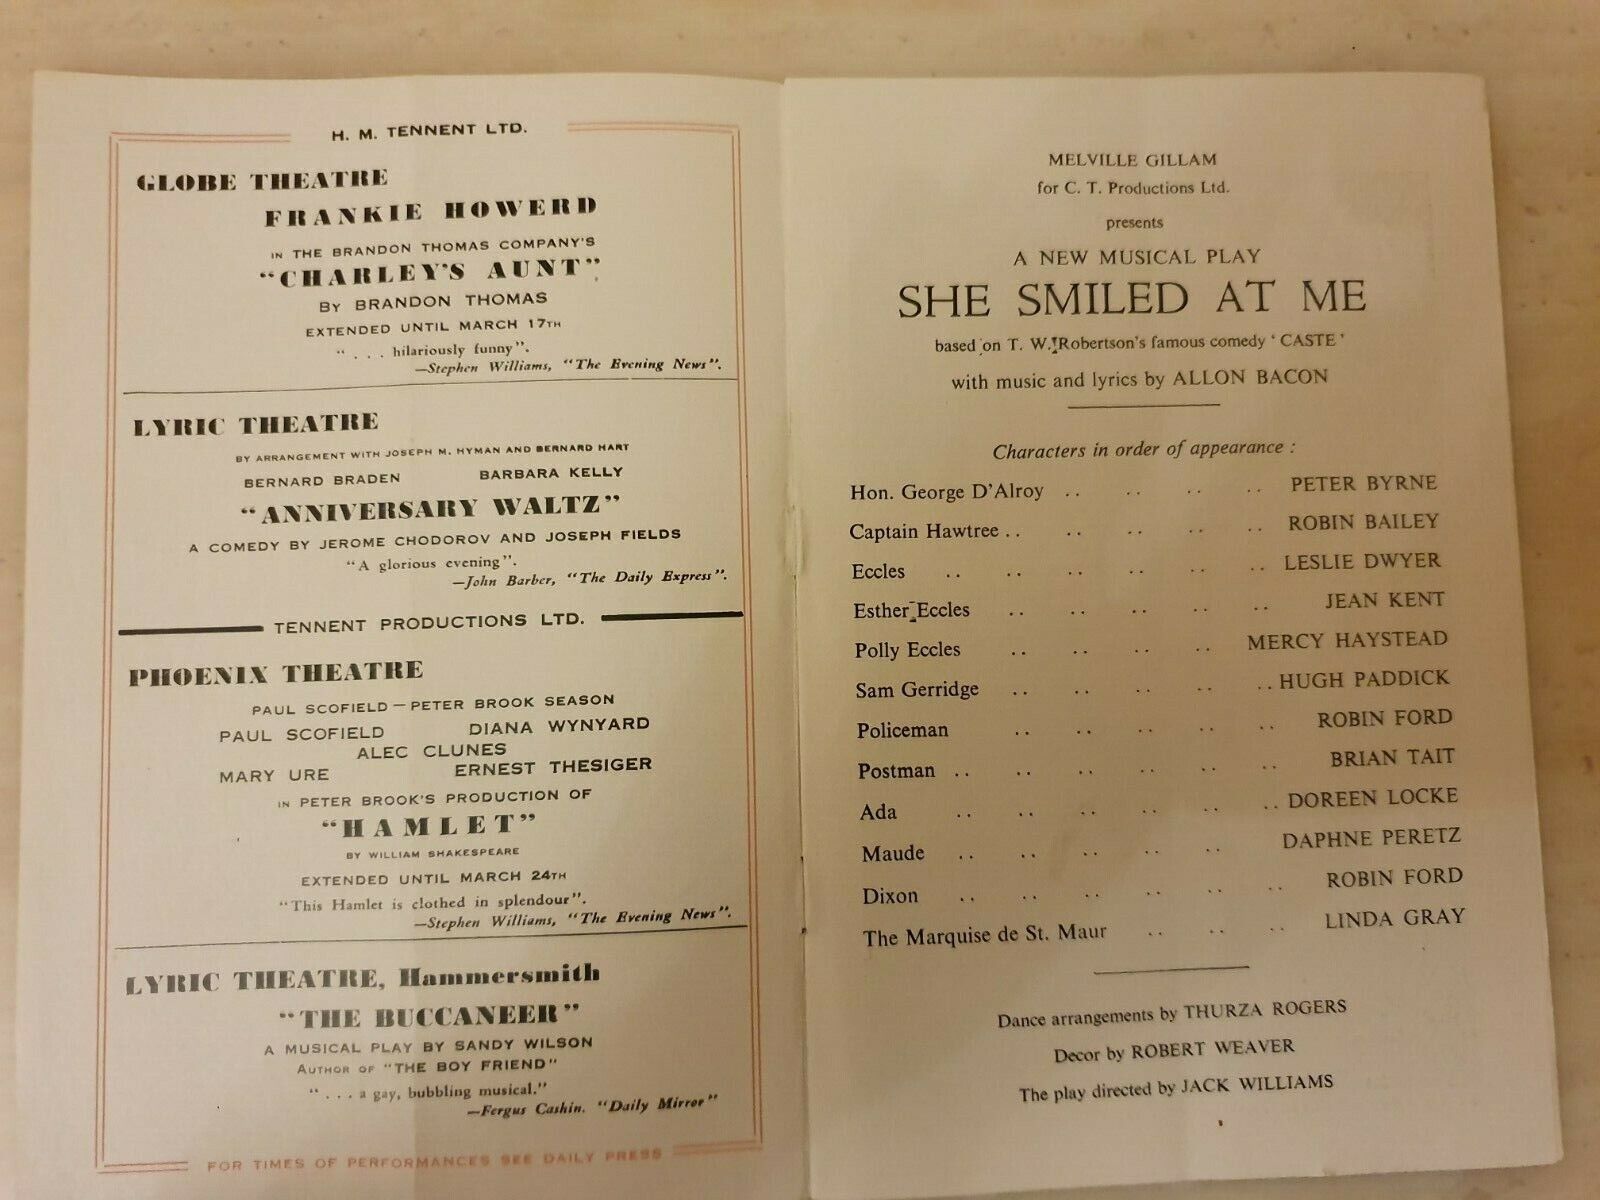 H. M. TENNENT LTD.
GLOBE THEATRE
FRANKIE HOWERD
IN THE BRANDON THOMAS COMPANY'S
"CHARLEY'S AUNT"
BY BRANDON THOMAS
EXTENDED UNTIL MARCH 17TH
". . . hilariously funny".
—Stephen Williams, "The Evening News".
LYRIC THEATRE
BY ARRANGEMENT WITH JOSEPH M. HYMAN AND BERNARD HART
BERNARD BRADEN BARBARA KELLY
"ANNIVERSARY WALTZ"
A COMEDY BY JEROME CHODOROV AND JOSEPH FIELDS
"A glorious evening".
—John Barber, "The Daily Express".
TENNENT PRODUCTIONS LTD.
PHOENIX THEATRE
PAUL SCOFIELD — PETER BROOK SEASON
PAUL SCOFIELD DIANA WYNYARD
ALEC CLUNES
MARY URE ERNEST THESIGER
IN PETER BROOK'S PRODUCTION OF
"HAMLET"
BY WILLIAM SHAKESPEARE
EXTENDED UNTIL MARCH 24TH
"This Hamlet is clothed in splendour".
—Stephen Williams, "The Evening News".
LYRIC THEATRE, Hammersmith
"THE BUCCANEER"
A MUSICAL PLAY BY SANDY WILSON
AUTHOR OF "THE BOY FRIEND"
". . . a gay, bubbling musical."
—Fergus Cashin. "Daily Mirror"
FOR TIMES OF PERFORMANCES SEE DAILY PRESS
MELVILLE GILLAM
for C. T. Productions Ltd.
presents
A NEW MUSICAL PLAY
SHE SMILED AT ME
based on T. W. Robertson's famous comedy 'CASTE'
with music and lyrics by ALLON BACON
Characters in order of appearance :
Hon. George D'Alroy .. .. .. .. PETER BYRNE
Captain Hawtree .. .. .. .. .. ROBIN BAILEY
Eccles .. .. .. .. .. .. LESLIE DWYER
Esther Eccles .. .. .. .. .. JEAN KENT
Polly Eccles .. .. .. .. MERCY HAYSTEAD
Sam Gerridge .. .. .. .. .. HUGH PADDICK
Policeman .. .. .. .. .. ROBIN FORD
Postman .. .. .. .. .. .. BRIAN TAIT
Ada .. .. .. .. .. .. DOREEN LOCKE
Maude .. .. .. .. .. DAPHNE PERETZ
Dixon .. .. .. .. .. .. ROBIN FORD
The Marquise de St. Maur .. .. .. LINDA GRAY
Dance arrangements by THURZA ROGERS
Decor by ROBERT WEAVER
The play directed by JACK WILLIAMS